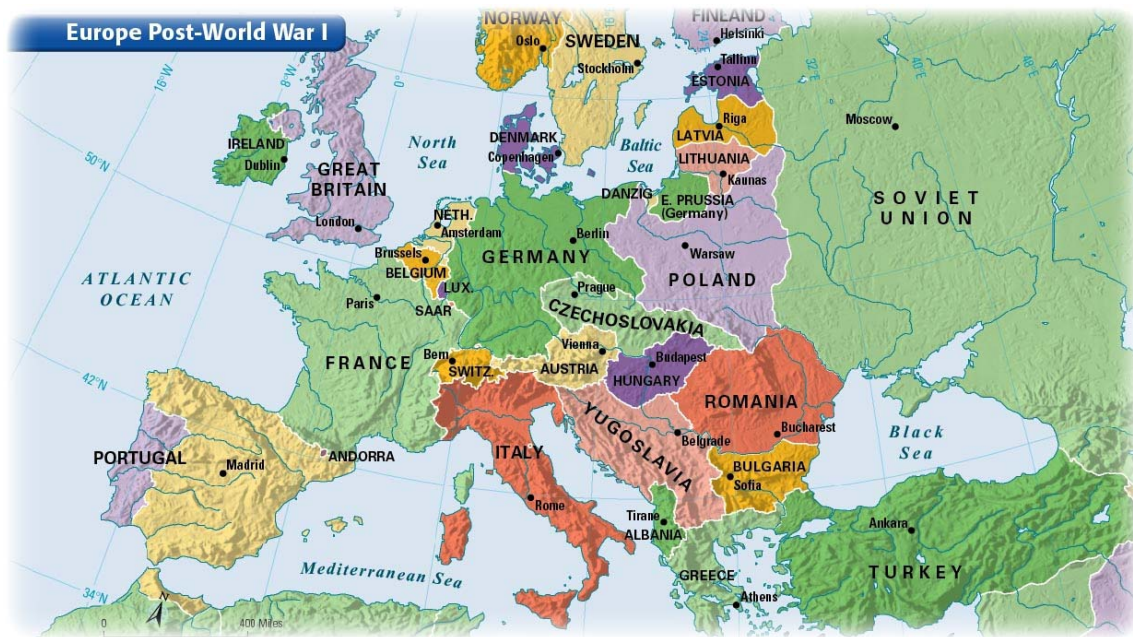 Europe Post-World War I
NORWAY
Oslo
SWEDEN
Stockholm
16°E
FINLAND
Helsinki
24°E
Tallinn
ESTONIA
32°E
40°E
48°E
16°W
8°W
0°
8°E
50°N
42°N
34°N
North
Sea
Baltic
Sea
DENMARK
Copenhagen
Riga
LATVIA
LITHUANIA
Kaunas
Moscow
SOVIET
UNION
IRELAND
Dublin
GREAT
BRITAIN
London
DANZIG
E. PRUSSIA
(Germany)
NETH.
Amsterdam
Berlin
GERMANY
Warsaw
POLAND
Brussels
BELGIUM
LUX.
SAAR
ATLANTIC
OCEAN
Paris
FRANCE
Prague
CZECHOSLOVAKIA
Bern
SWITZ.
Vienna
AUSTRIA
Budapest
HUNGARY
ROMANIA
Bucharest
YUGOSLAVIA
Belgrade
Black
Sea
PORTUGAL
Madrid
ANDORRA
ITALY
Rome
BULGARIA
Sofia
Tirane
ALBANIA
GREECE
Athens
Ankara
TURKEY
Mediterranean Sea
N
0
400 Miles